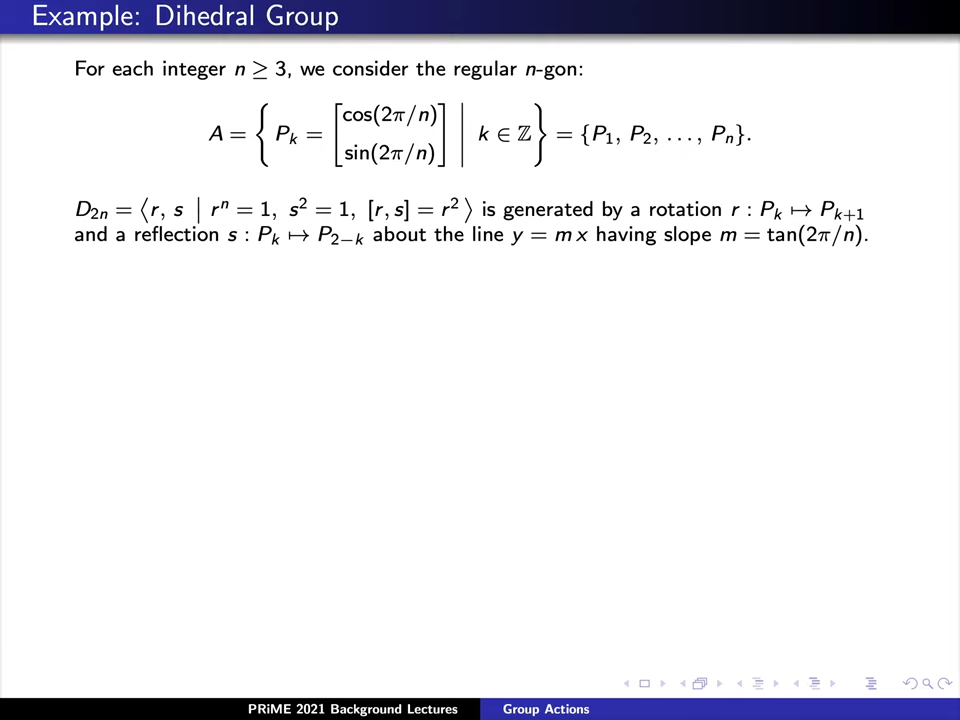 Example: Dihedral Group
For each integer n ≥ 3, we consider the regular n-gon:
A = { P_k = [cos(2π/n) sin(2π/n)] | k ∈ ℤ } = {P_1, P_2, ..., P_n}.
D_{2n} = ⟨r, s | r^n = 1, s^2 = 1, [r, s] = r^2⟩ is generated by a rotation r : P_k ↦ P_{k+1}
and a reflection s : P_k ↦ P_{2−k} about the line y = m x having slope m = tan(2π/n).
PRiME 2021 Background Lectures
Group Actions